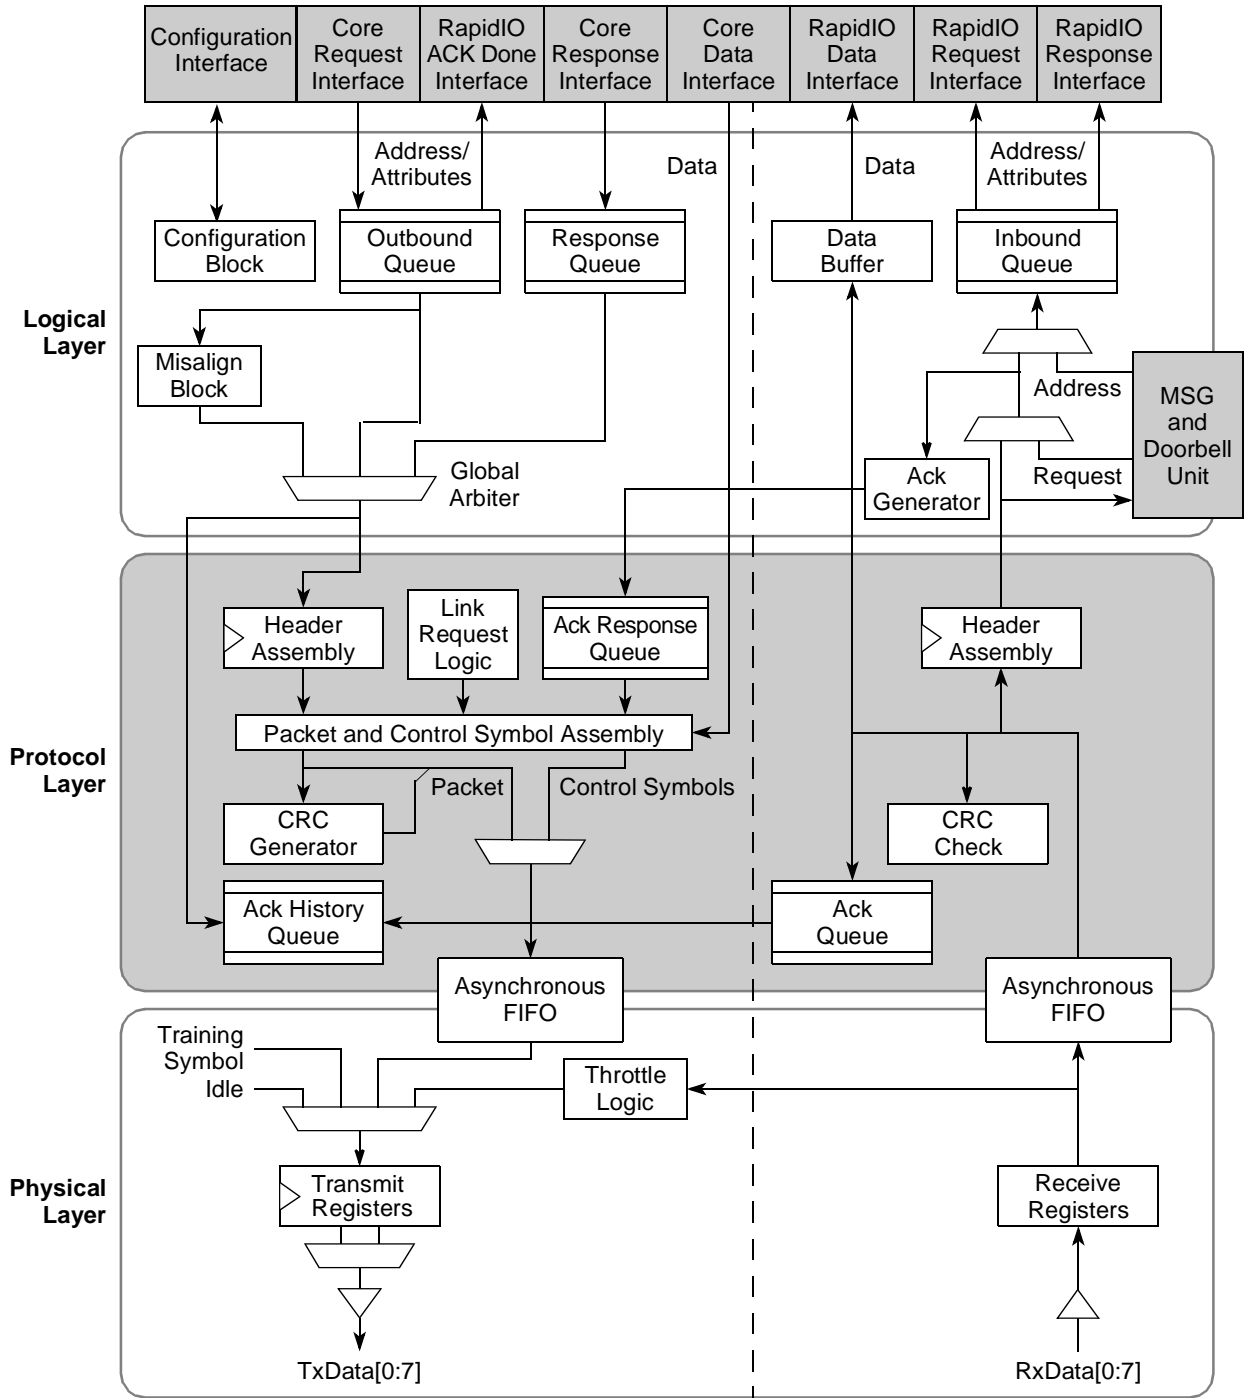 Configuration
Interface
Core
Request
Interface
RapidIO
ACK Done
Interface
Core
Response
Interface
Core
Data
Interface
RapidIO
Data
Interface
RapidIO
Request
Interface
RapidIO
Response
Interface
Address/
Attributes
Data
Data
Address/
Attributes
Configuration
Block
Outbound
Queue
Response
Queue
Data
Buffer
Inbound
Queue
Logical
Layer
Misalign
Block
Address
MSG
and
Doorbell
Unit
Global
Arbiter
Ack
Generator
Request
Header
Assembly
Link
Request
Logic
Ack Response
Queue
Header
Assembly
Packet and Control Symbol Assembly
Protocol
Layer
Packet
Control Symbols
CRC
Generator
CRC
Check
Ack History
Queue
Ack
Queue
Asynchronous
FIFO
Asynchronous
FIFO
Training
Symbol
Idle
Throttle
Logic
Physical
Layer
Transmit
Registers
Receive
Registers
TxData[0:7]
RxData[0:7]